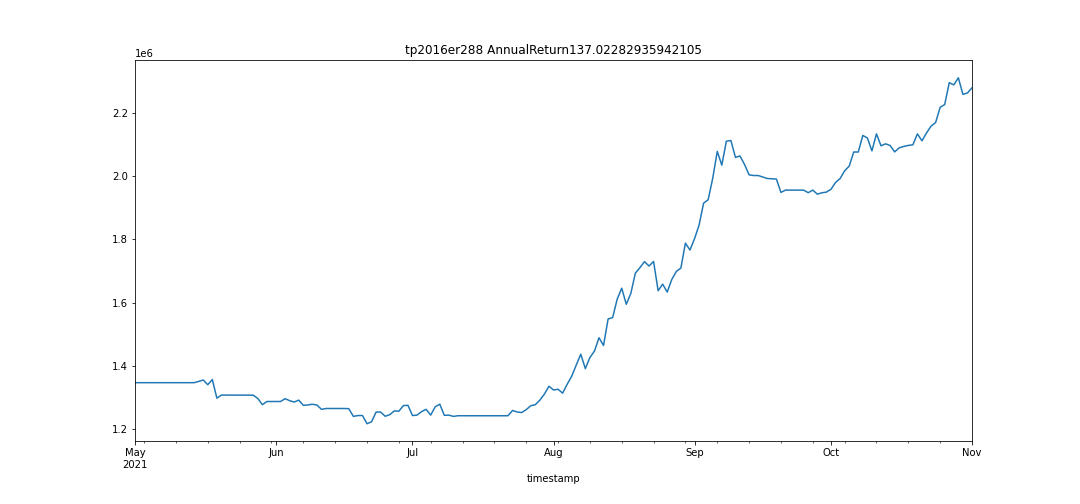 tp2016er288 AnnualReturn137.02282935942105
1e6
2.2
2.0
1.8
1.6
1.4
1.2
May Jun Jul Aug Sep Oct Nov
2021
timestamp